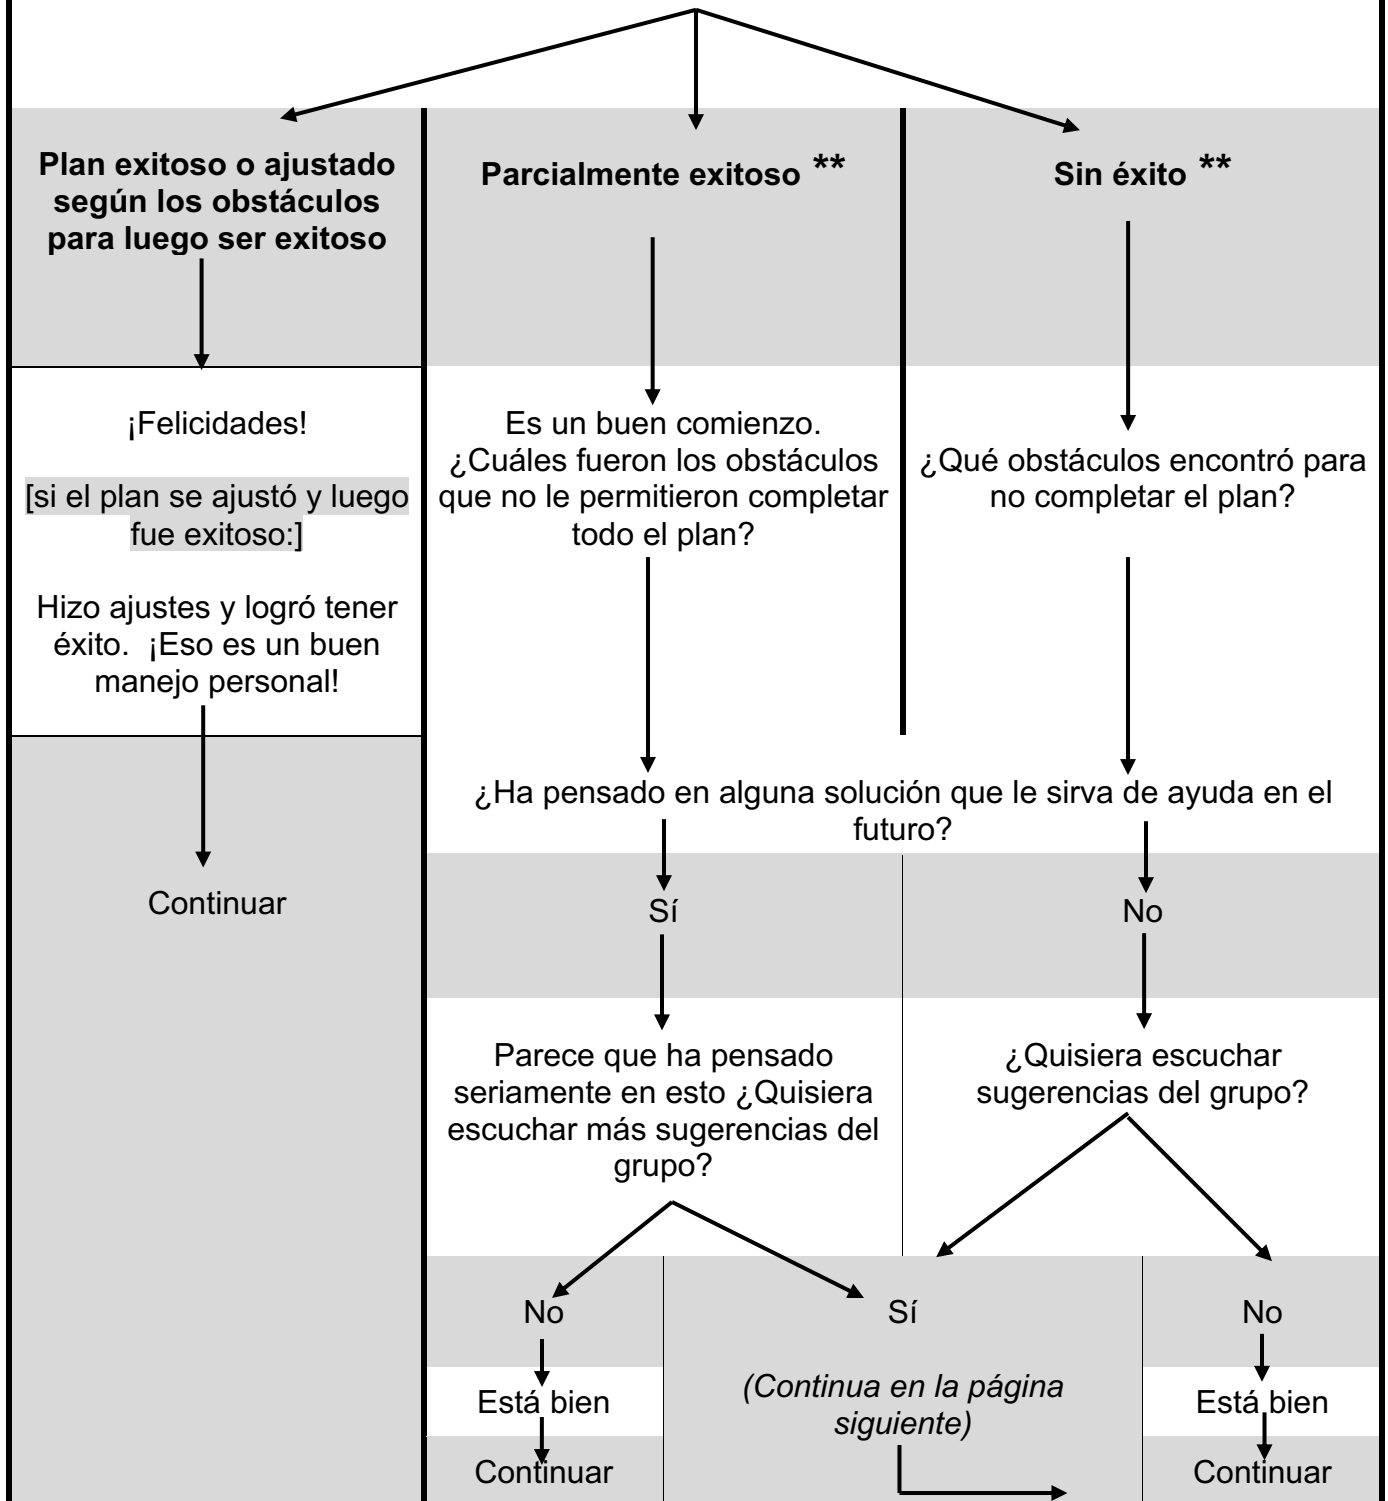 Plan exitoso o ajustado
según los obstáculos
para luego ser exitoso
Parcialmente exitoso **
Sin éxito **
¡Felicidades!
[si el plan se ajustó y luego
fue exitoso:]
Hizo ajustes y logró tener
éxito.  ¡Eso es un buen
manejo personal!
Es un buen comienzo.
¿Cuáles fueron los obstáculos
que no le permitieron completar
todo el plan?
¿Qué obstáculos encontró para
no completar el plan?
¿Ha pensado en alguna solución que le sirva de ayuda en el
futuro?
Continuar
Sí
No
Parece que ha pensado
seriamente en esto ¿Quisiera
escuchar más sugerencias del
grupo?
¿Quisiera escuchar
sugerencias del grupo?
No
Sí
No
Está bien
(Continua en la página
siguiente)
Está bien
Continuar
Continuar